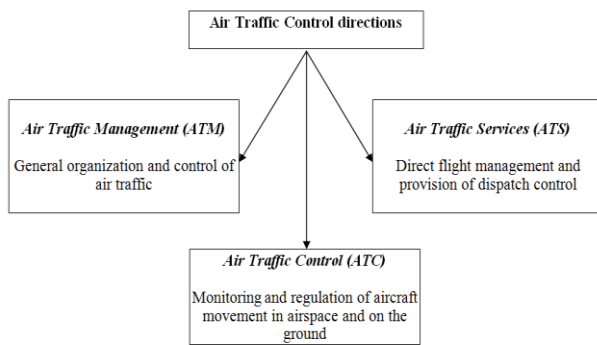 Air Traffic Control directions
Air Traffic Management (ATM)
General organization and control of
air traffic
Air Traffic Services (ATS)
Direct flight management and
provision of dispatch control
Air Traffic Control (ATC)
Monitoring and regulation of aircraft
movement in airspace and on the
ground